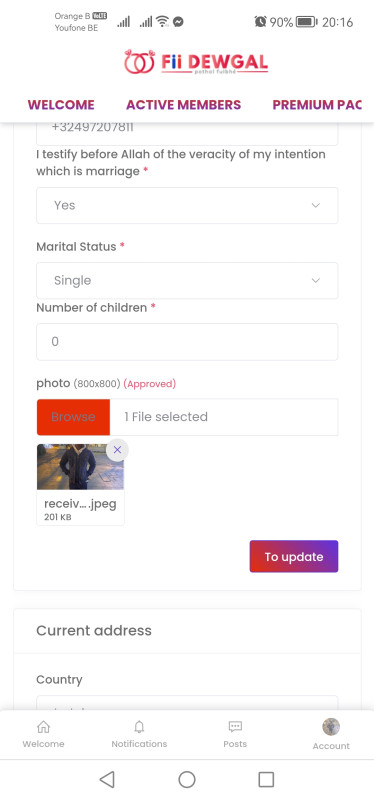 Orange B VoLTE
Youfone BE
90% 20:16
Fii DEWGAL
pothal fulbhe
WELCOME ACTIVE MEMBERS PREMIUM PAC
+32497207811
I testify before Allah of the veracity of my intention
which is marriage *
Yes
Marital Status *
Single
Number of children *
0
photo (800x800) (Approved)
Browse 1 File selected
receiv... .jpeg
201 KB
To update
Current address
Country
Welcome Notifications Posts Account